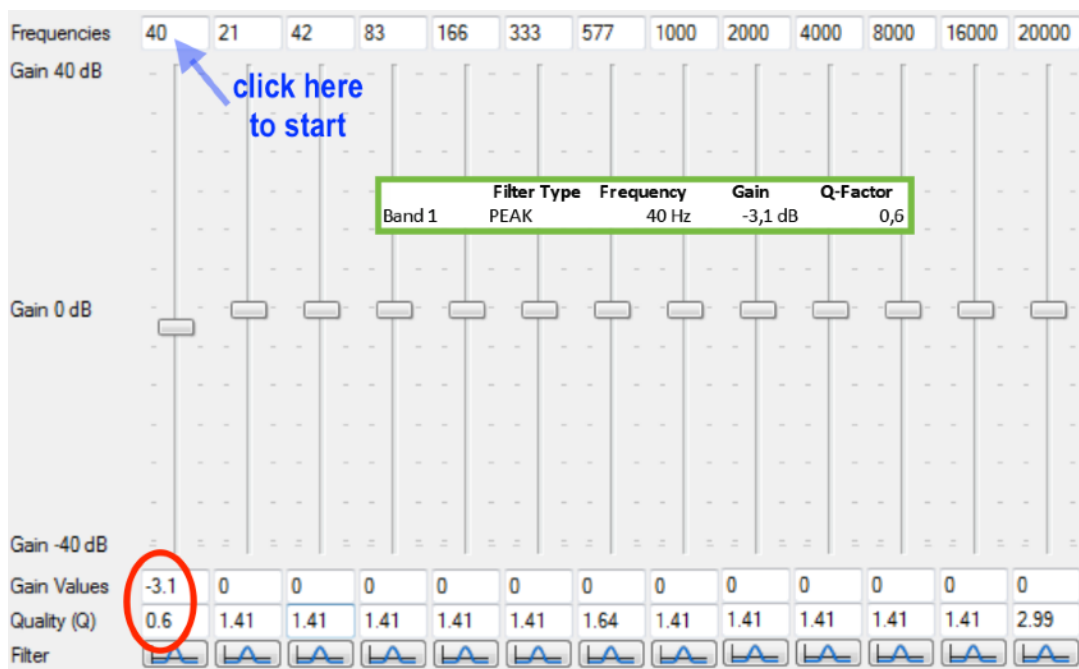 Frequencies 40 21 42 83 166 333 577 1000 2000 4000 8000 16000 20000
Gain 40 dB
click here
to start
Filter Type Frequency Gain Q-Factor
Band 1 PEAK 40 Hz -3,1 dB 0,6
Gain 0 dB
Gain -40 dB
Gain Values -3.1 0 0 0 0 0 0 0 0 0 0 0 0
Quality (Q) 0.6 1.41 1.41 1.41 1.41 1.41 1.64 1.41 1.41 1.41 1.41 1.41 2.99
Filter